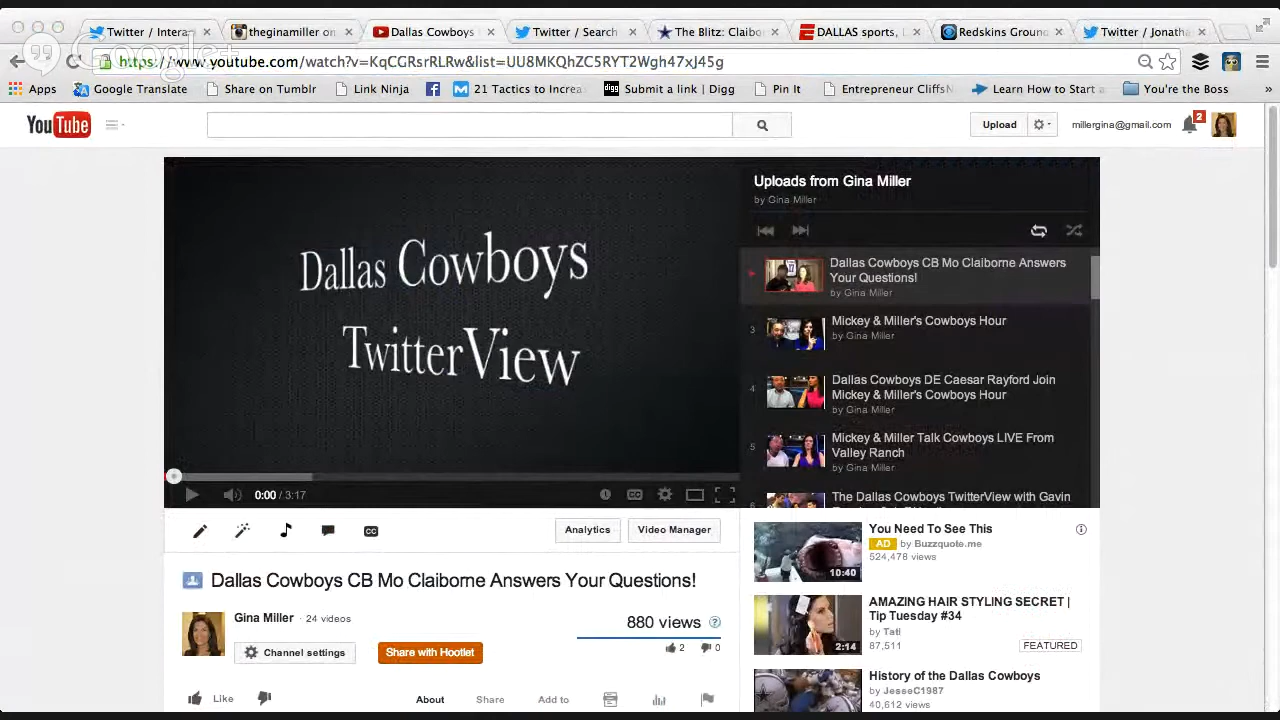 Twitter / Intera
theginamiller on
Dallas Cowboys
Twitter / Search
The Blitz: Claibo
DALLAS sports,
Redskins Ground
Twitter / Jonath
Google+
https://www.youtube.com/watch?v=KqCGRsrRLRw&list=UU8MKQhZC5RYT2Wgh47xJ45g
Apps
Google Translate
Share on Tumblr
Link Ninja
21 Tactics to Increa
Submit a link | Digg
Pin It
Entrepreneur CliffsN
Learn How to Start a
You're the Boss
»
YouTube
Upload
millergina@gmail.com
2
Dallas Cowboys
TwitterView
Uploads from Gina Miller
by Gina Miller
Dallas Cowboys CB Mo Claiborne Answers
Your Questions!
by Gina Miller
3
Mickey & Miller's Cowboys Hour
by Gina Miller
4
Dallas Cowboys DE Caesar Rayford Join
Mickey & Miller's Cowboys Hour
by Gina Miller
5
Mickey & Miller Talk Cowboys LIVE From
Valley Ranch
by Gina Miller
The Dallas Cowboys TwitterView with Gavin
0:00 / 3:17
CC
CC
Analytics
Video Manager
Dallas Cowboys CB Mo Claiborne Answers Your Questions!
Gina Miller · 24 videos
Channel settings
Share with Hootlet
880 views
2
0
Like
About
Share
Add to
You Need To See This
AD by Buzzquote.me
524,478 views
10:40
AMAZING HAIR STYLING SECRET |
Tip Tuesday #34
by Tati
87,511
FEATURED
2:14
History of the Dallas Cowboys
by JesseC1987
40,612 views